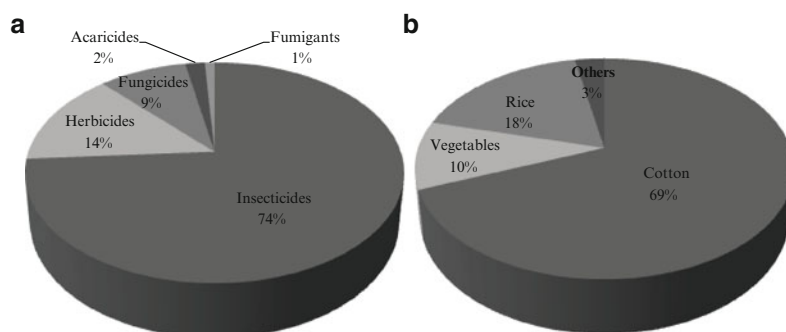 a
Acaricides
2%
Fumigants
1%
Fungicides
9%
Herbicides
14%
Insecticides
74%
b
Others
3%
Rice
18%
Vegetables
10%
Cotton
69%